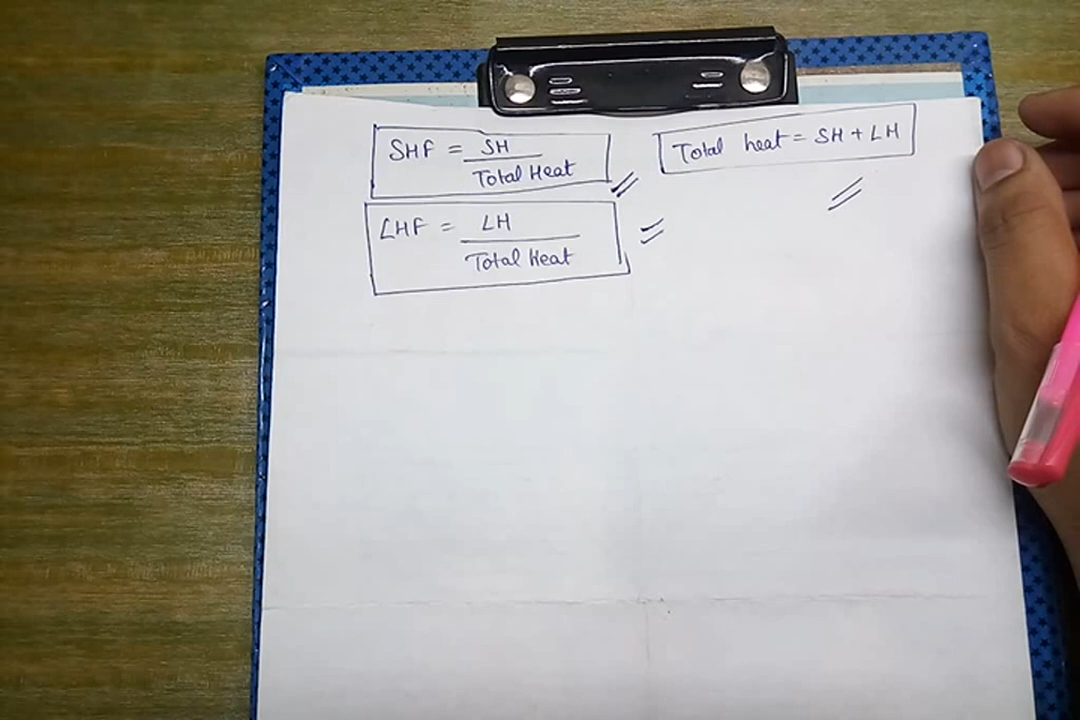 SHF = SH / Total Heat
Total heat = SH + LH
LHF = LH / Total Heat